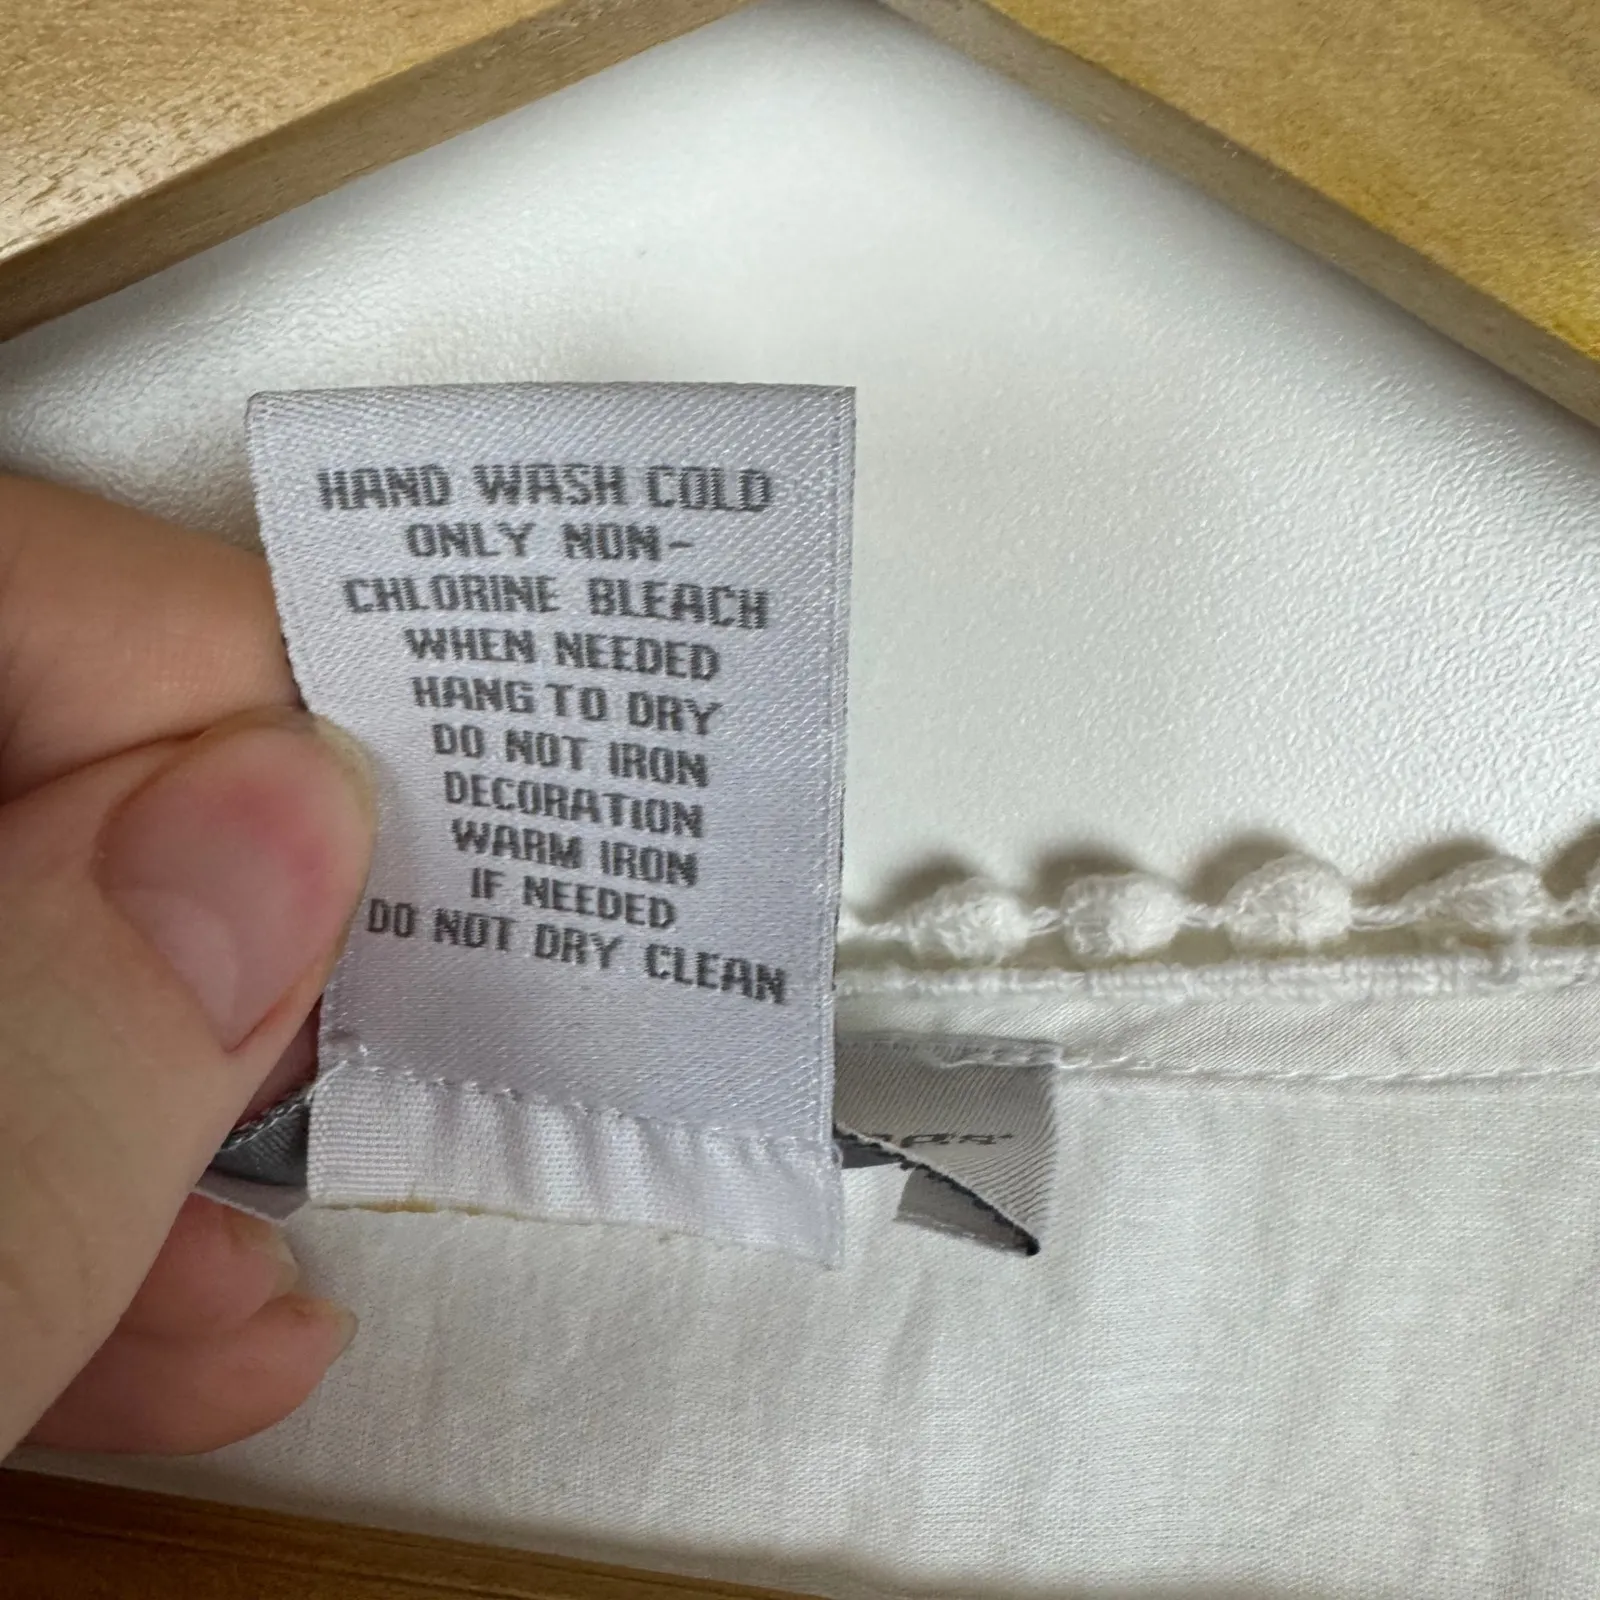 HAND WASH COLD
ONLY NON-
CHLORINE BLEACH
WHEN NEEDED
HANG TO DRY
DO NOT IRON
DECORATION
WARM IRON
IF NEEDED
DO NOT DRY CLEAN